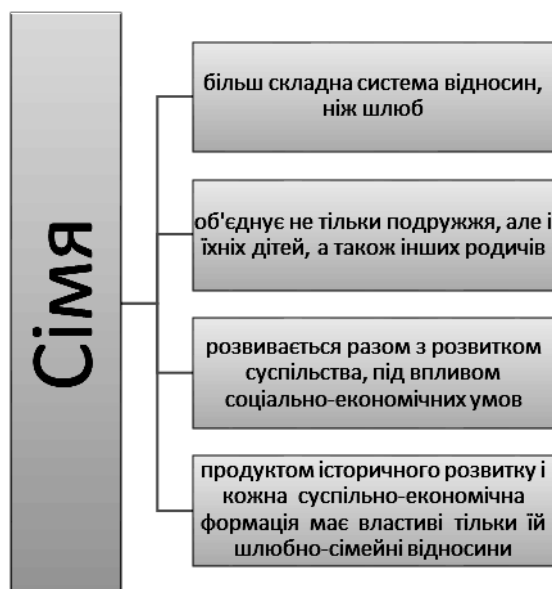 Сімя
більш складна система відносин,
ніж шлюб
об'єднує не тільки подружжя, але і
їхніх дітей, а також інших родичів
розвивається разом з розвитком
суспільства, під впливом
соціально-економічних умов
продуктом історичного розвитку і
кожна суспільно-економічна
формація має властиві тільки їй
шлюбно-сімейні відносини